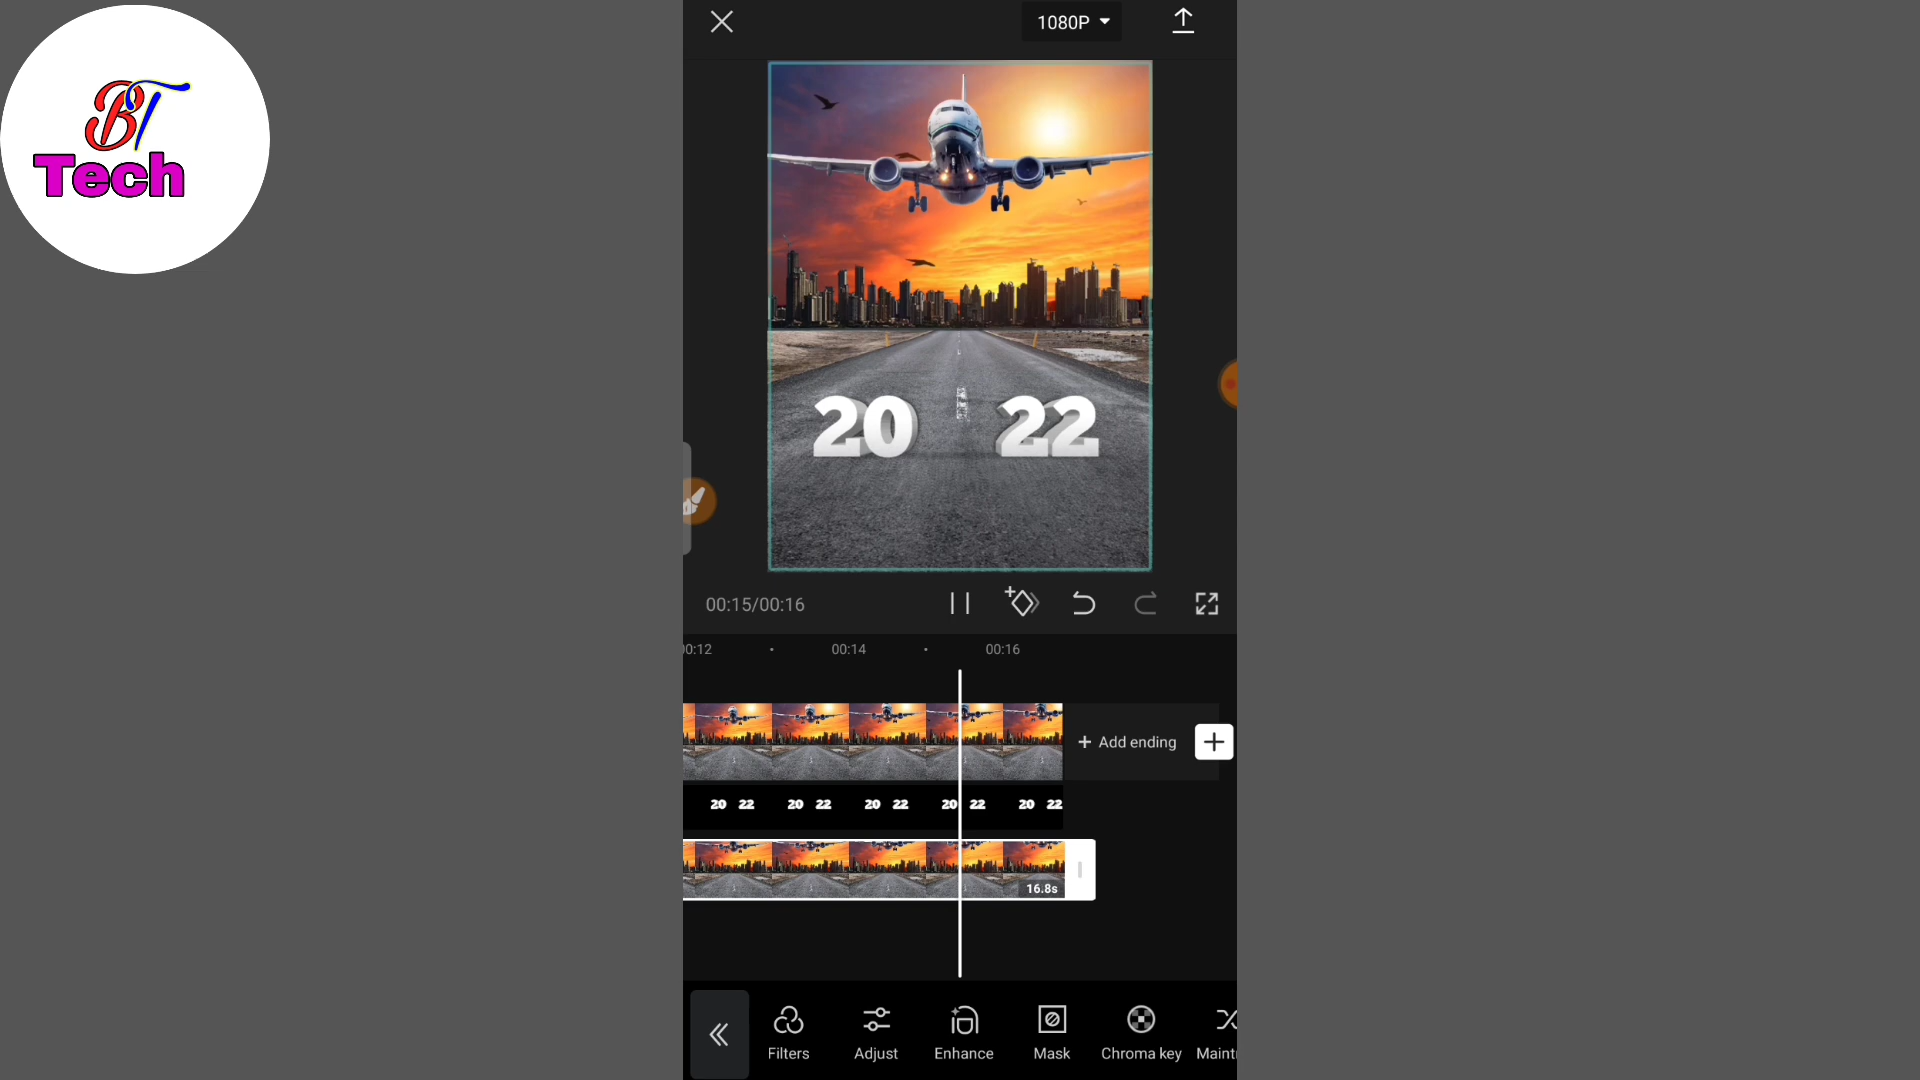 BT
Tech
1080P
20 22
00:15/00:16
0:12 00:14 00:16
+ Add ending
20 22 20 22 20 22 20 22 20 22
16.8s
Filters Adjust Enhance Mask Chroma key Maint